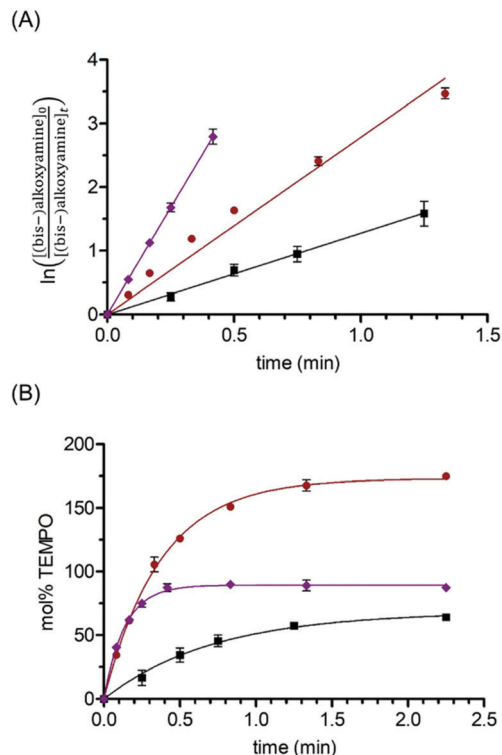 (A)
ln([(bis−)alkoxyamine]₀ / [(bis−)alkoxyamine]ₜ)
4
3
2
1
0
0.0 0.5 1.0 1.5
time (min)
(B)
mol% TEMPO
200
150
100
50
0
0.0 0.5 1.0 1.5 2.0 2.5
time (min)